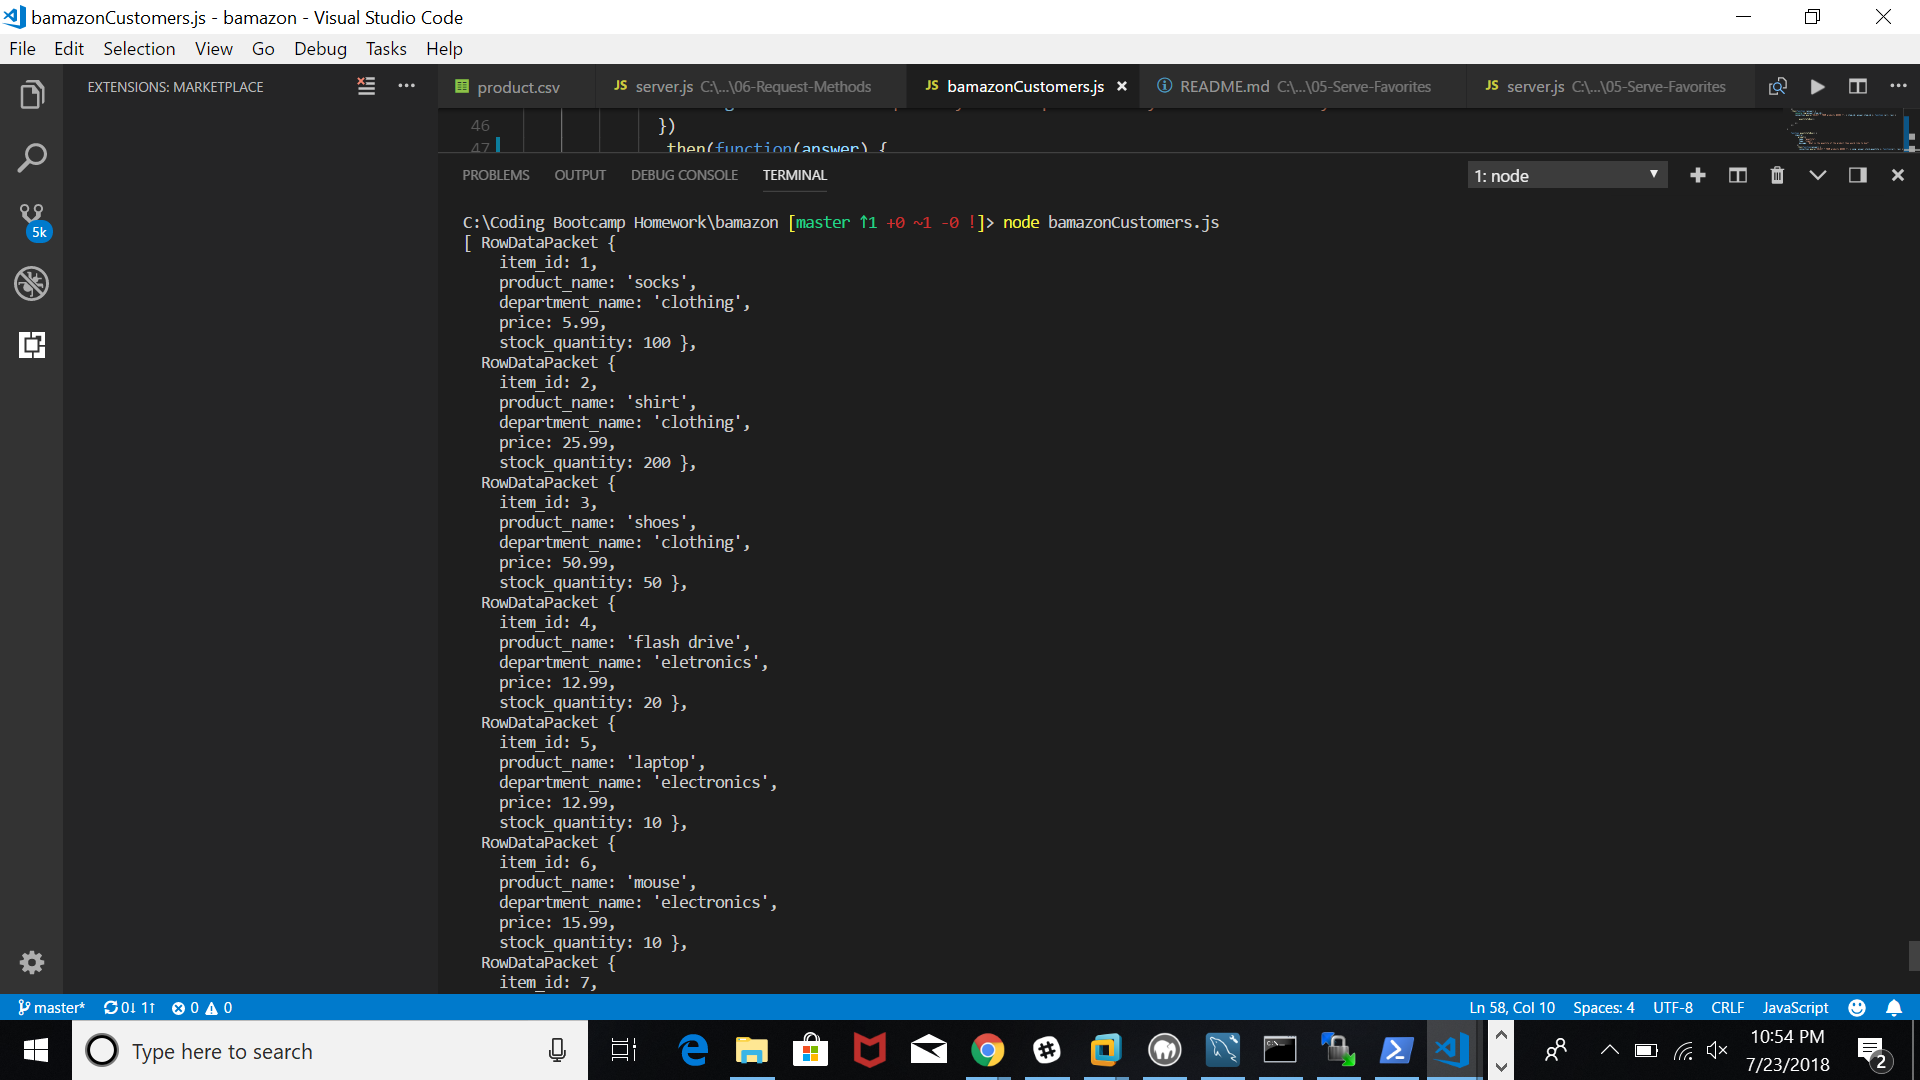 bamazonCustomers.js - bamazon - Visual Studio Code
File Edit Selection View Go Debug Tasks Help
EXTENSIONS: MARKETPLACE
product.csv JS server.js C:\...\06-Request-Methods JS bamazonCustomers.js README.md C:\...\05-Serve-Favorites JS server.js C:\...\05-Serve-Favorites
46 })
47 then(function(answer) {
PROBLEMS OUTPUT DEBUG CONSOLE TERMINAL 1: node
C:\Coding Bootcamp Homework\bamazon [master ↑1 +0 ~1 -0 !]> node bamazonCustomers.js
[ RowDataPacket {
item_id: 1,
product_name: 'socks',
department_name: 'clothing',
price: 5.99,
stock_quantity: 100 },
RowDataPacket {
item_id: 2,
product_name: 'shirt',
department_name: 'clothing',
price: 25.99,
stock_quantity: 200 },
RowDataPacket {
item_id: 3,
product_name: 'shoes',
department_name: 'clothing',
price: 50.99,
stock_quantity: 50 },
RowDataPacket {
item_id: 4,
product_name: 'flash drive',
department_name: 'eletronics',
price: 12.99,
stock_quantity: 20 },
RowDataPacket {
item_id: 5,
product_name: 'laptop',
department_name: 'electronics',
price: 12.99,
stock_quantity: 10 },
RowDataPacket {
item_id: 6,
product_name: 'mouse',
department_name: 'electronics',
price: 15.99,
stock_quantity: 10 },
RowDataPacket {
item_id: 7,
5k
master* 0↓ 1↑ 0 0 Ln 58, Col 10 Spaces: 4 UTF-8 CRLF JavaScript
Type here to search
10:54 PM
7/23/2018
2